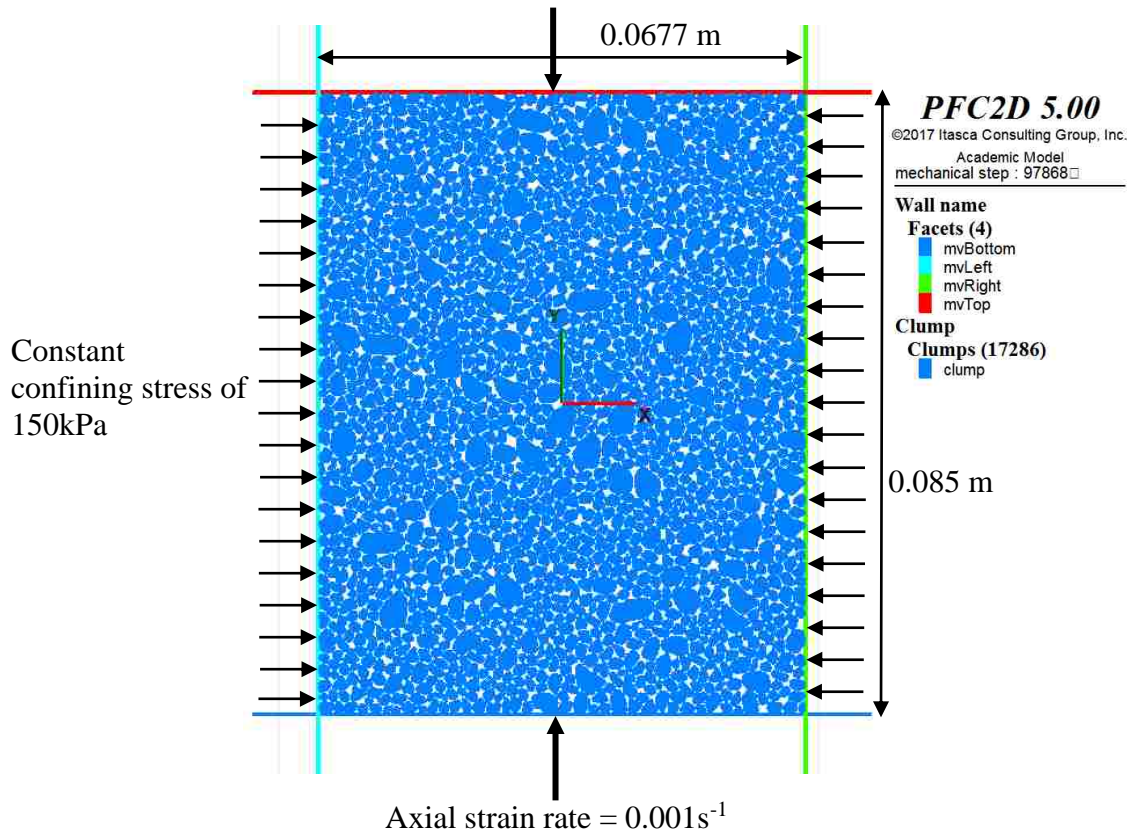 0.0677 m
PFC2D 5.00
©2017 Itasca Consulting Group, Inc.
Academic Model
mechanical step : 97868□
Wall name
Facets (4)
mvBottom
mvLeft
mvRight
mvTop
Clump
Clumps (17286)
clump
Y
X
Constant
confining stress of
150kPa
0.085 m
Axial strain rate = 0.001s⁻¹